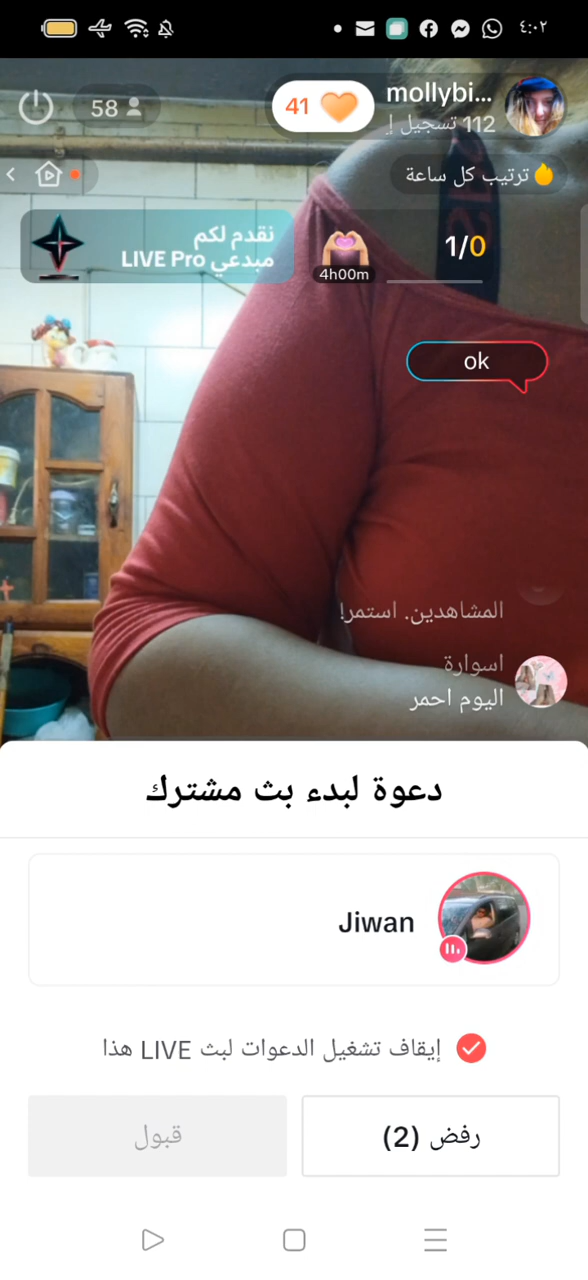 ٤:٠٢
mollybi...
41
58
112 تسجيل إ
ترتيب كل ساعة
نقدم لكم
مبدعي LIVE Pro
4h00m
1/0
ok
المشاهدين. استمر!
اسوارة
اليوم احمر
دعوة لبدء بث مشترك
Jiwan
إيقاف تشغيل الدعوات لبث LIVE هذا
رفض (2)
قبول